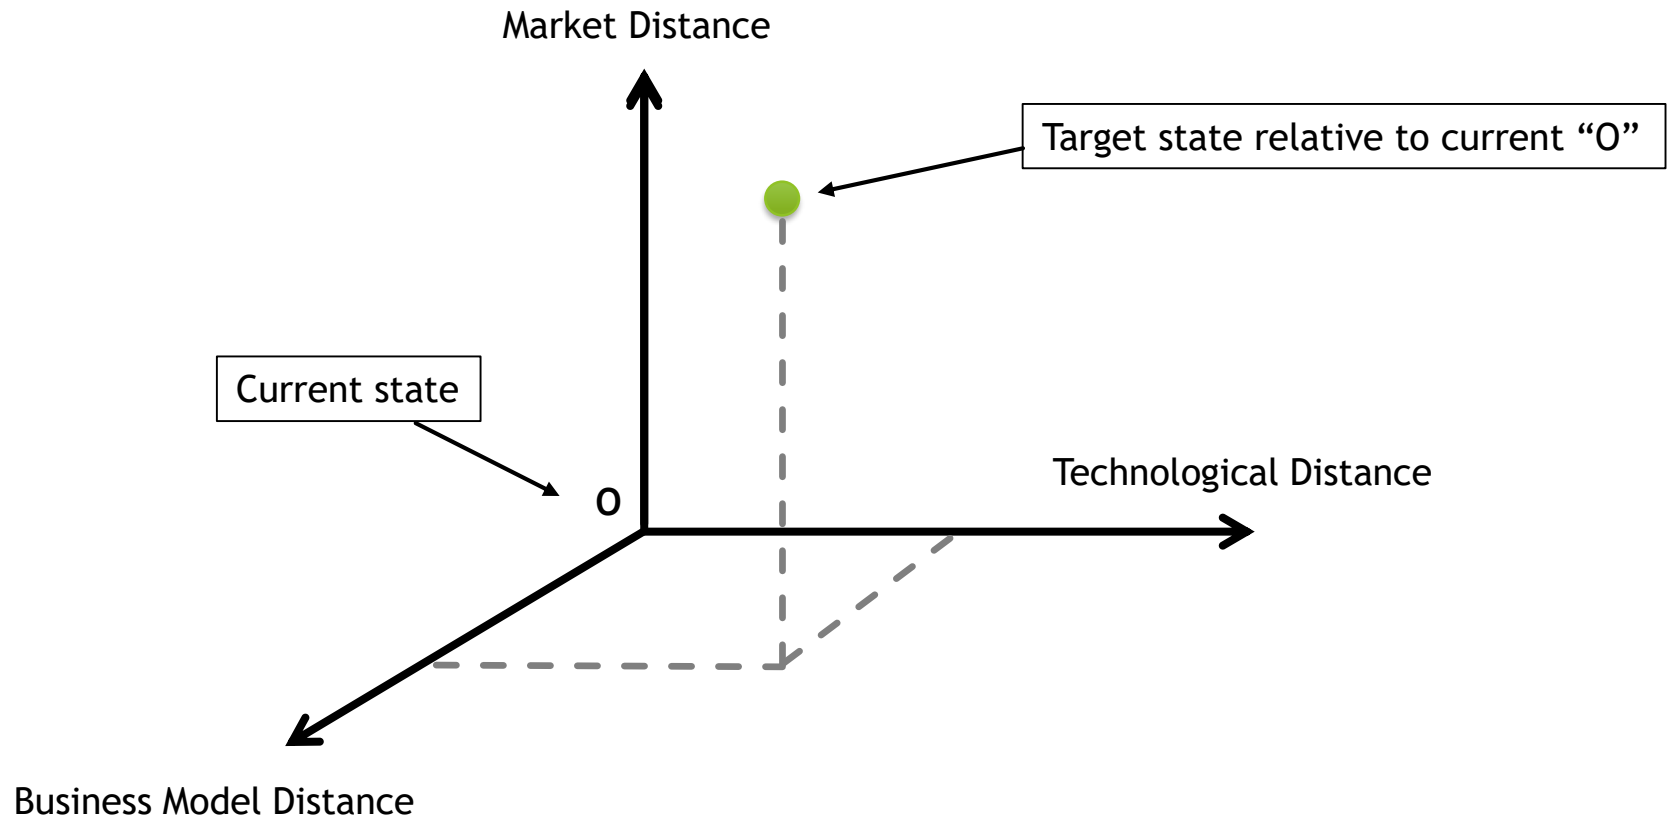 Market Distance
Target state relative to current “O”
Current state
O
Technological Distance
Business Model Distance